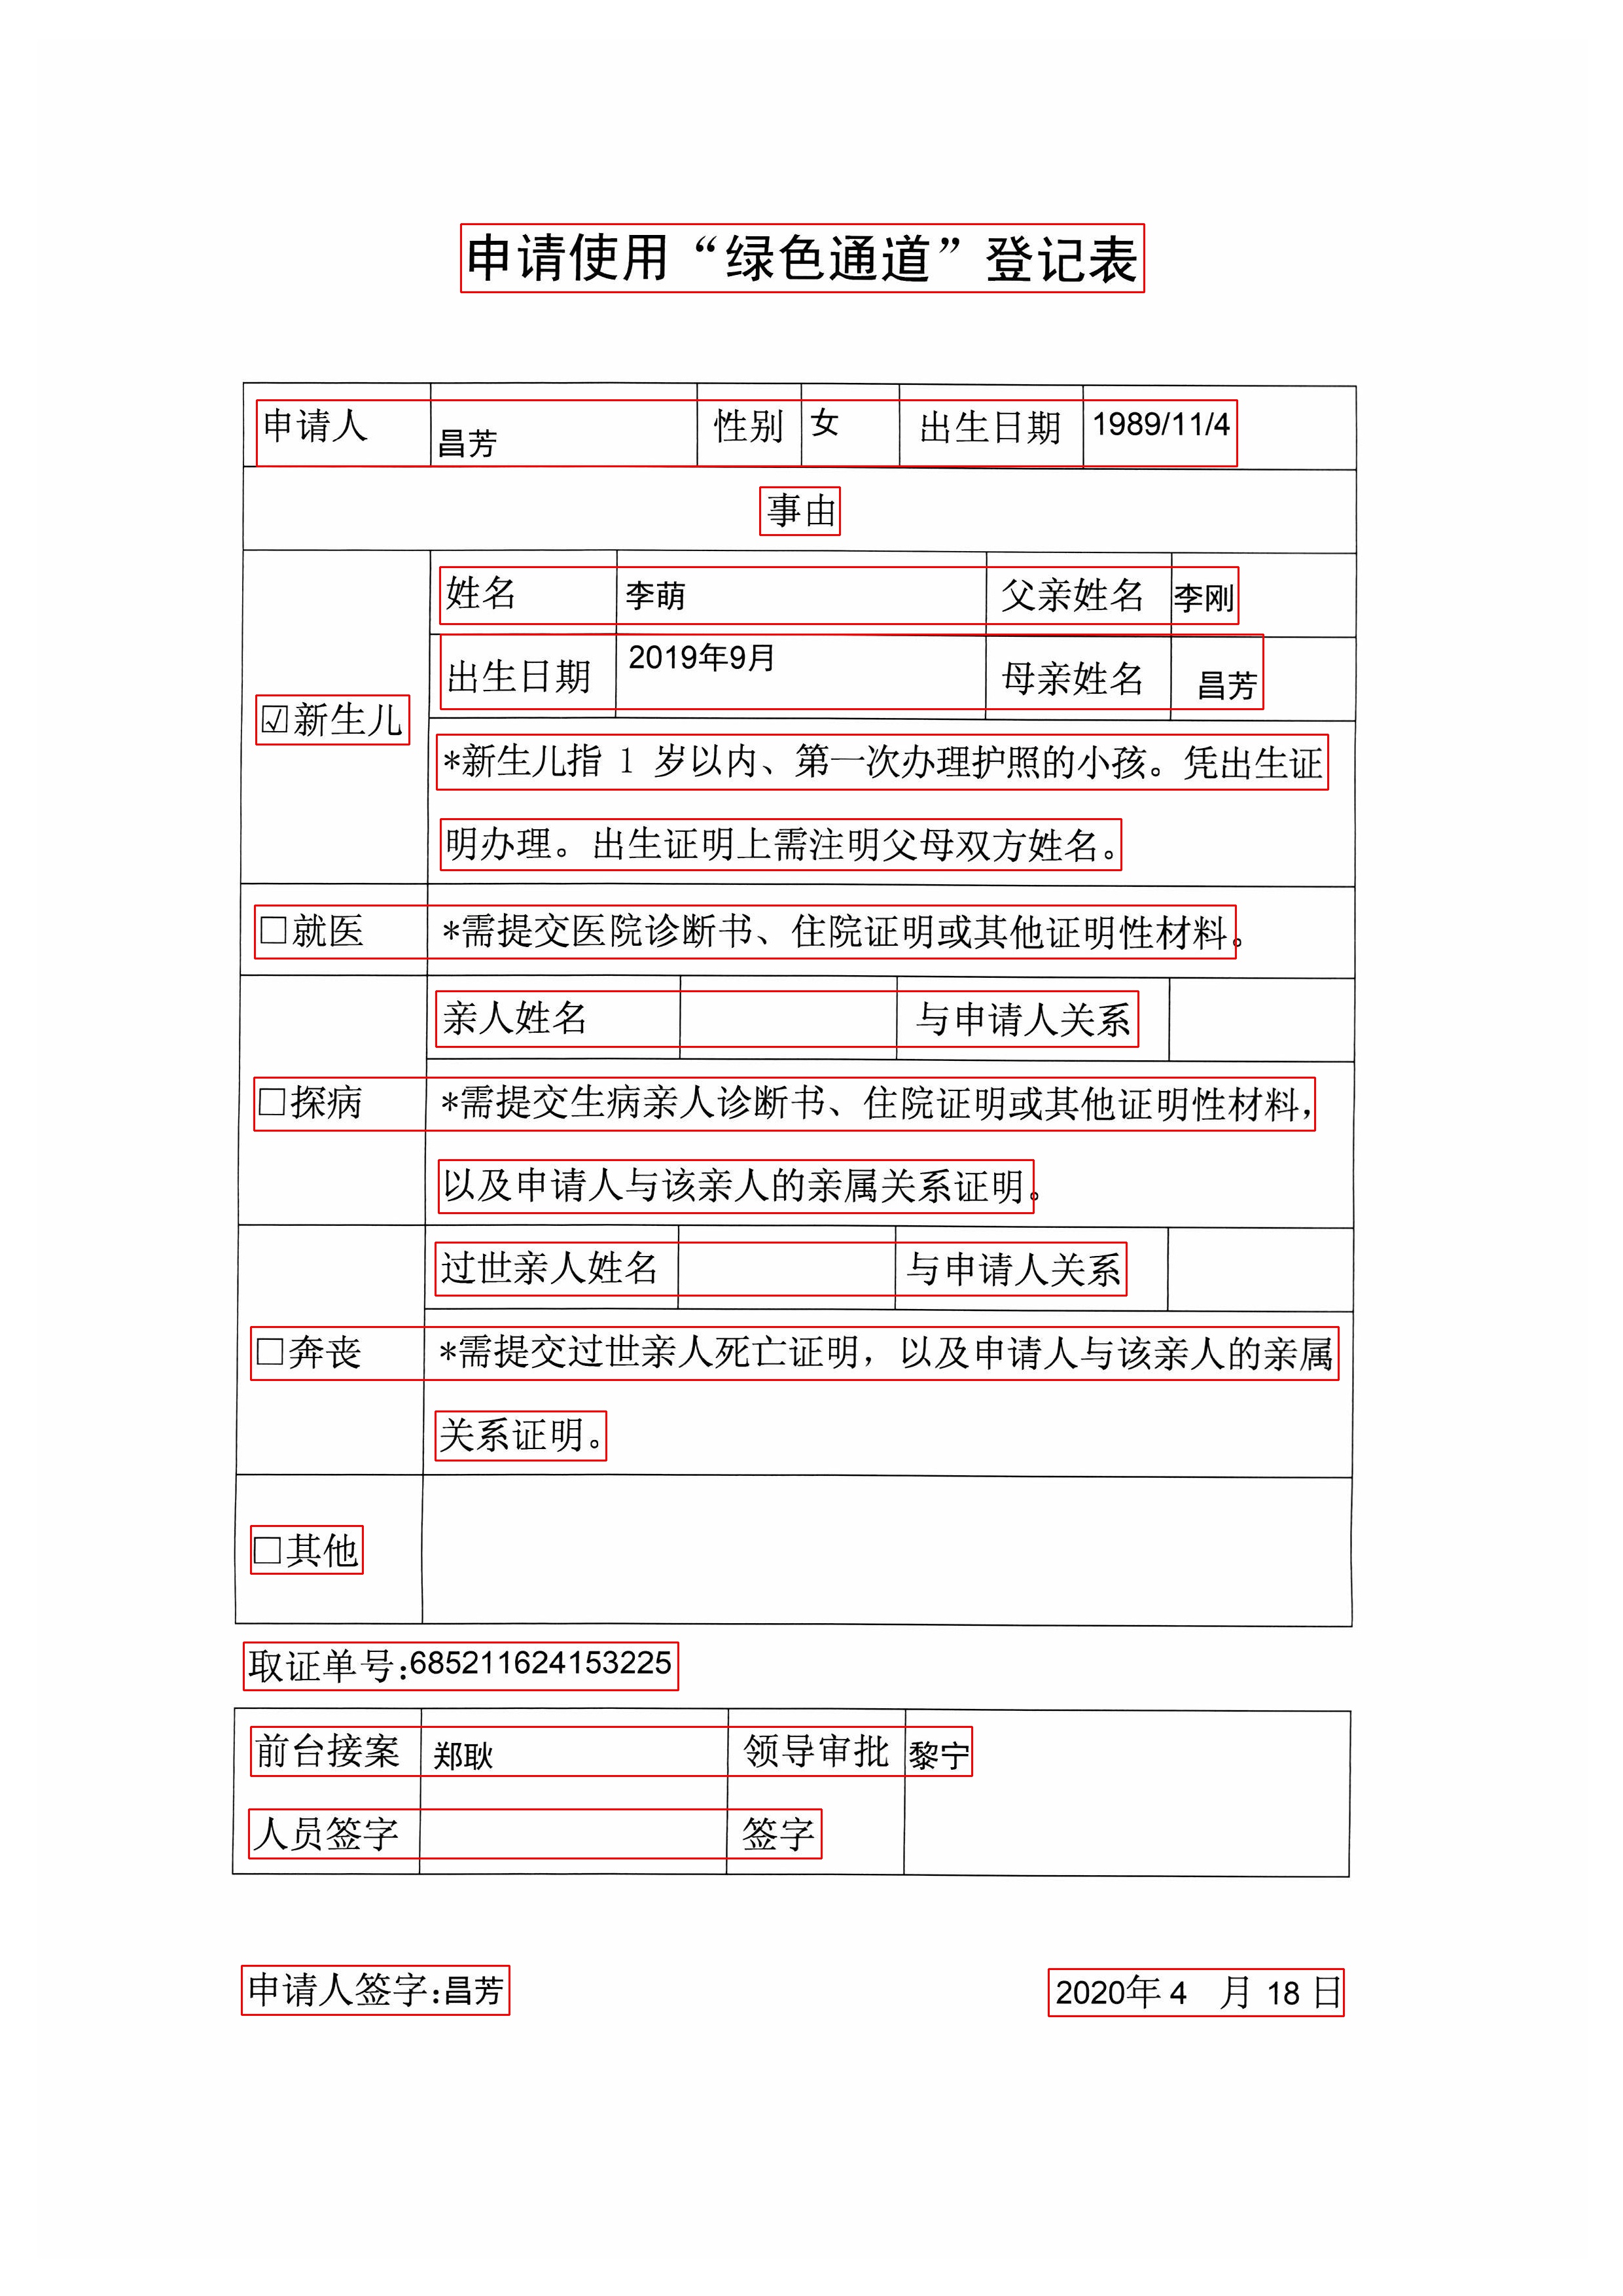 申请使用“绿色通道”登记表
申请人 昌芳 性别 女 出生日期 1989/11/4
事由
姓名 李萌 父亲姓名 李刚
出生日期 2019年9月 母亲姓名 昌芳
☑新生儿
*新生儿指 1 岁以内、第一次办理护照的小孩。凭出生证
明办理。出生证明上需注明父母双方姓名。
□就医 *需提交医院诊断书、住院证明或其他证明性材料。
亲人姓名 与申请人关系
□探病 *需提交生病亲人诊断书、住院证明或其他证明性材料，
以及申请人与该亲人的亲属关系证明。
过世亲人姓名 与申请人关系
□奔丧 *需提交过世亲人死亡证明，以及申请人与该亲人的亲属
关系证明。
□其他
取证单号:685211624153225
前台接案 郑耿 领导审批 黎宁
人员签字 签字
申请人签字:昌芳
2020年 4 月 18 日